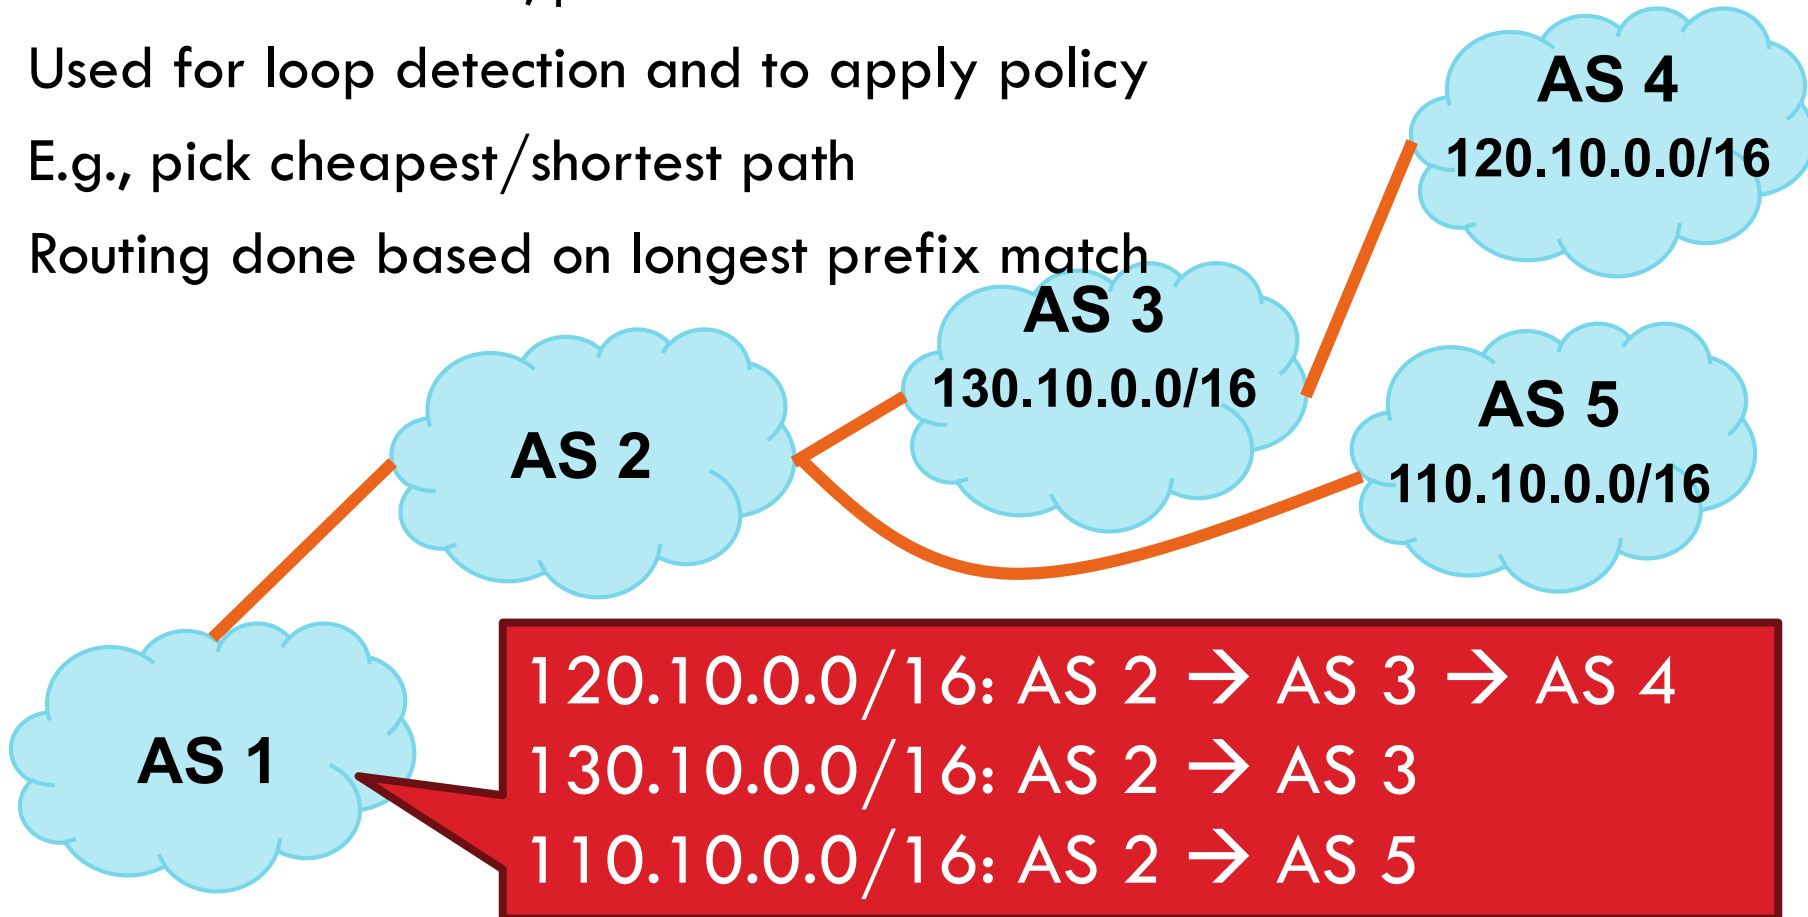 Used for loop detection and to apply policy
E.g., pick cheapest/shortest path
Routing done based on longest prefix match
AS 4
120.10.0.0/16
AS 3
130.10.0.0/16
AS 5
110.10.0.0/16
AS 2
AS 1
120.10.0.0/16: AS 2 → AS 3 → AS 4
130.10.0.0/16: AS 2 → AS 3
110.10.0.0/16: AS 2 → AS 5